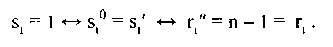 s₁ = 1 ↔ s₁⁰ = s₁′ ↔ r₁″ = n − 1 = r₁ .